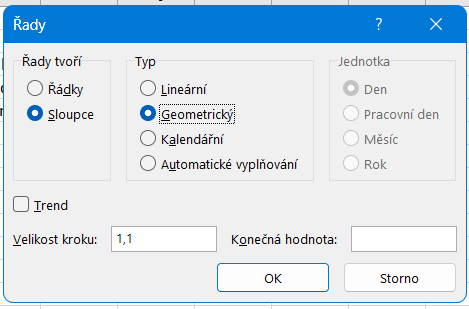 Řady
?
Řady tvoří
Řádky
Sloupce
Typ
Lineární
Geometrický
Kalendářní
Automatické vyplňování
Jednotka
Den
Pracovní den
Měsíc
Rok
Trend
Velikost kroku: 1,1
Konečná hodnota:
OK
Storno